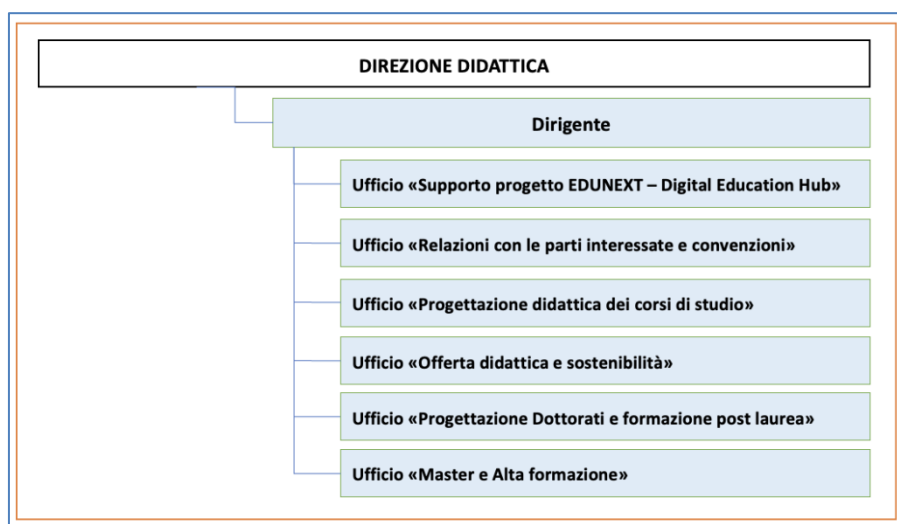 DIREZIONE DIDATTICA
Dirigente
Ufficio «Supporto progetto EDUNEXT – Digital Education Hub»
Ufficio «Relazioni con le parti interessate e convenzioni»
Ufficio «Progettazione didattica dei corsi di studio»
Ufficio «Offerta didattica e sostenibilità»
Ufficio «Progettazione Dottorati e formazione post laurea»
Ufficio «Master e Alta formazione»